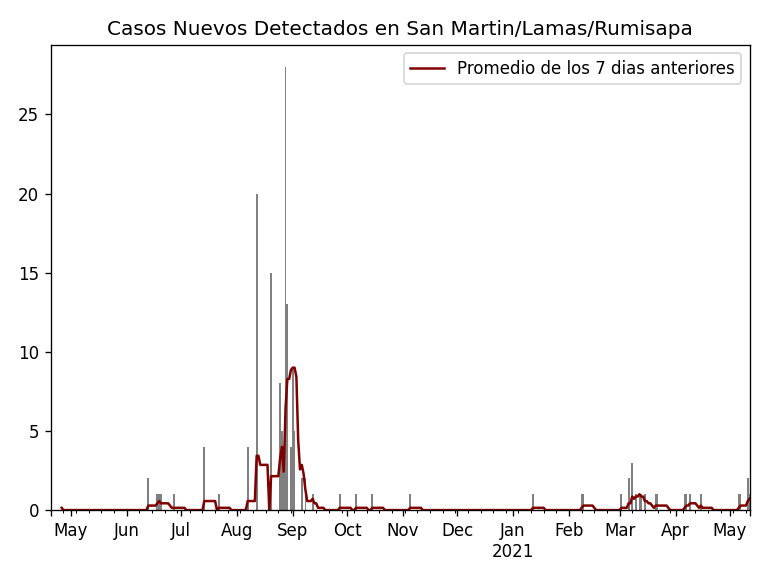 Casos Nuevos Detectados en San Martin/Lamas/Rumisapa
Promedio de los 7 dias anteriores
25
20
15
10
5
0
May Jun Jul Aug Sep Oct Nov Dec Jan Feb Mar Apr May
2021